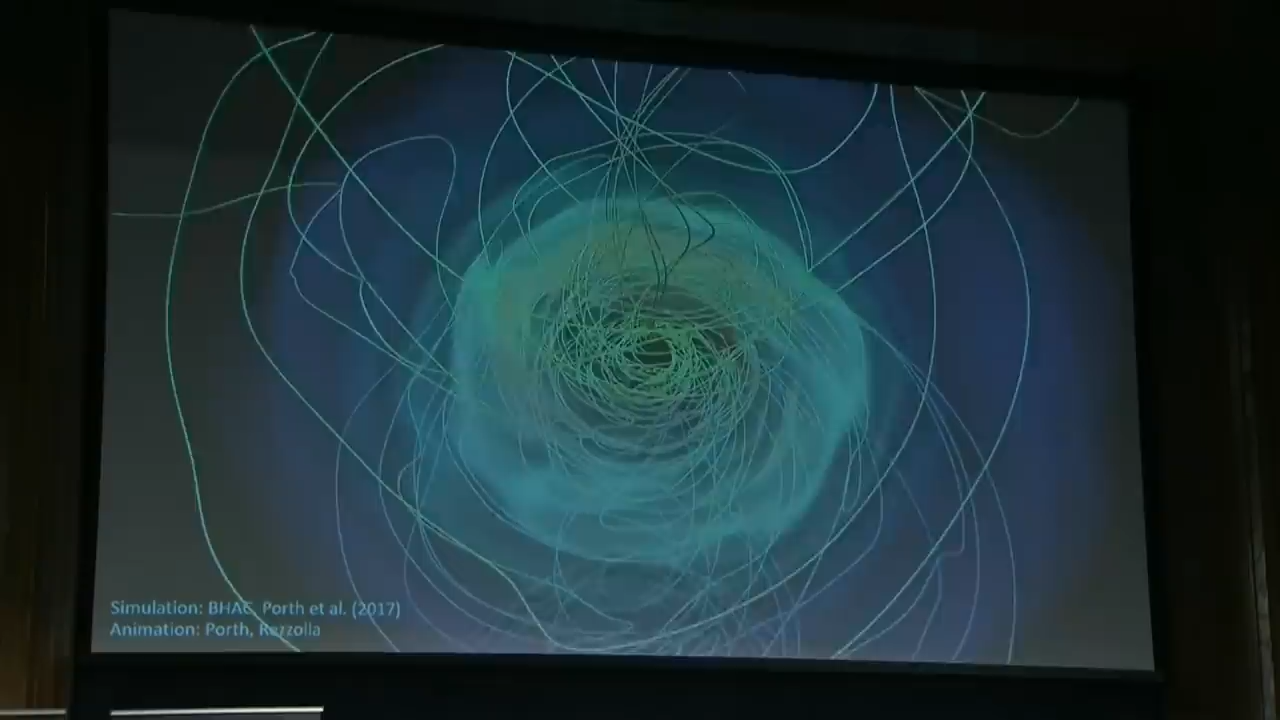 Simulation: BHAC, Porth et al. (2017)
Animation: Porth, Rezzolla